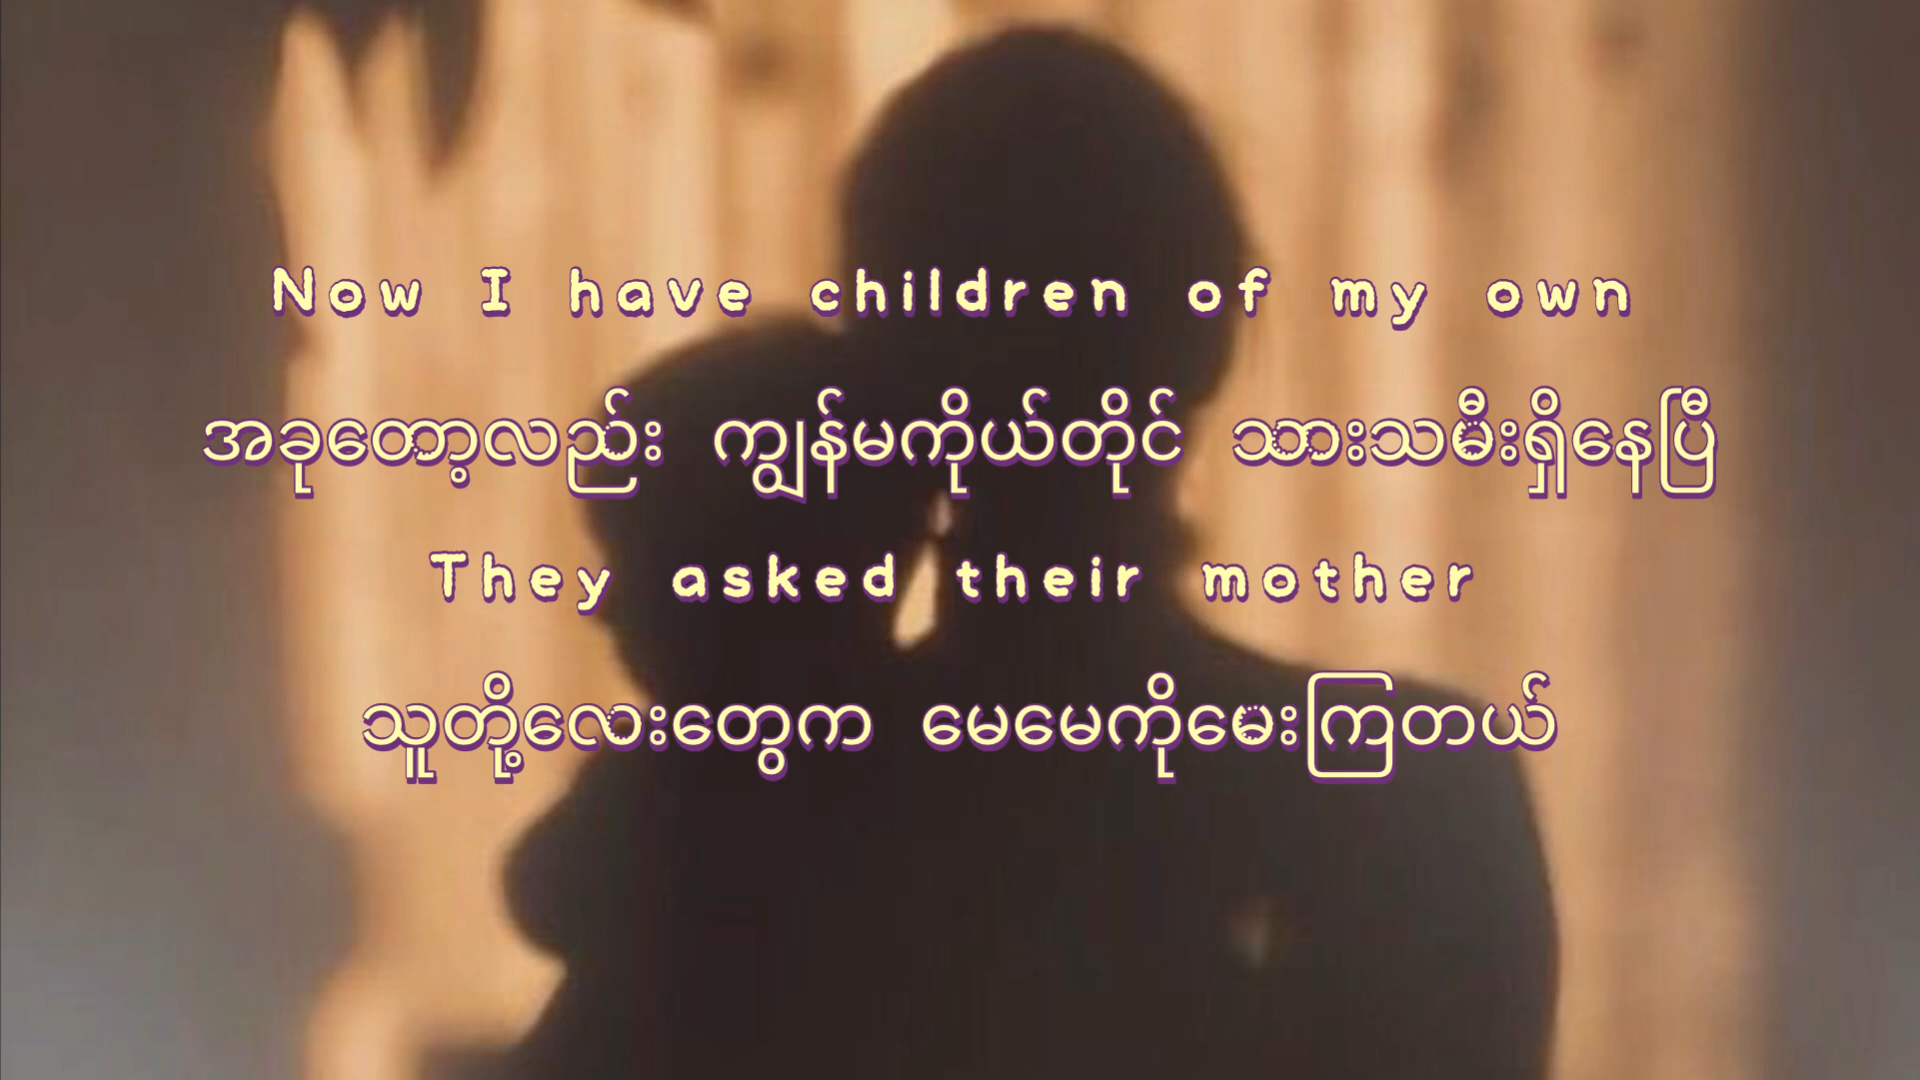 Now I have children of my own
အခုတော့လည်း ကျွန်မကိုယ်တိုင် သားသမီးရှိနေပြီ
They asked their mother
သူတို့လေးတွေက မေမေကိုမေးကြတယ်